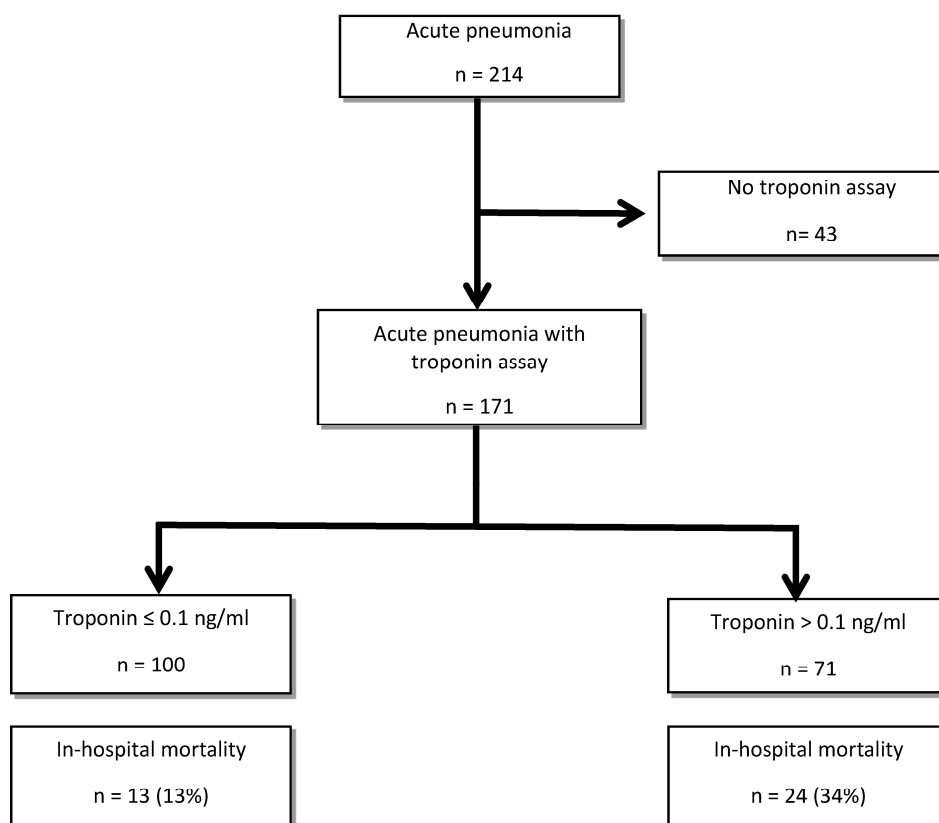 Acute pneumonia
n = 214
No troponin assay
n= 43
Acute pneumonia with
troponin assay
n = 171
Troponin ≤ 0.1 ng/ml
n = 100
Troponin > 0.1 ng/ml
n = 71
In-hospital mortality
n = 13 (13%)
In-hospital mortality
n = 24 (34%)